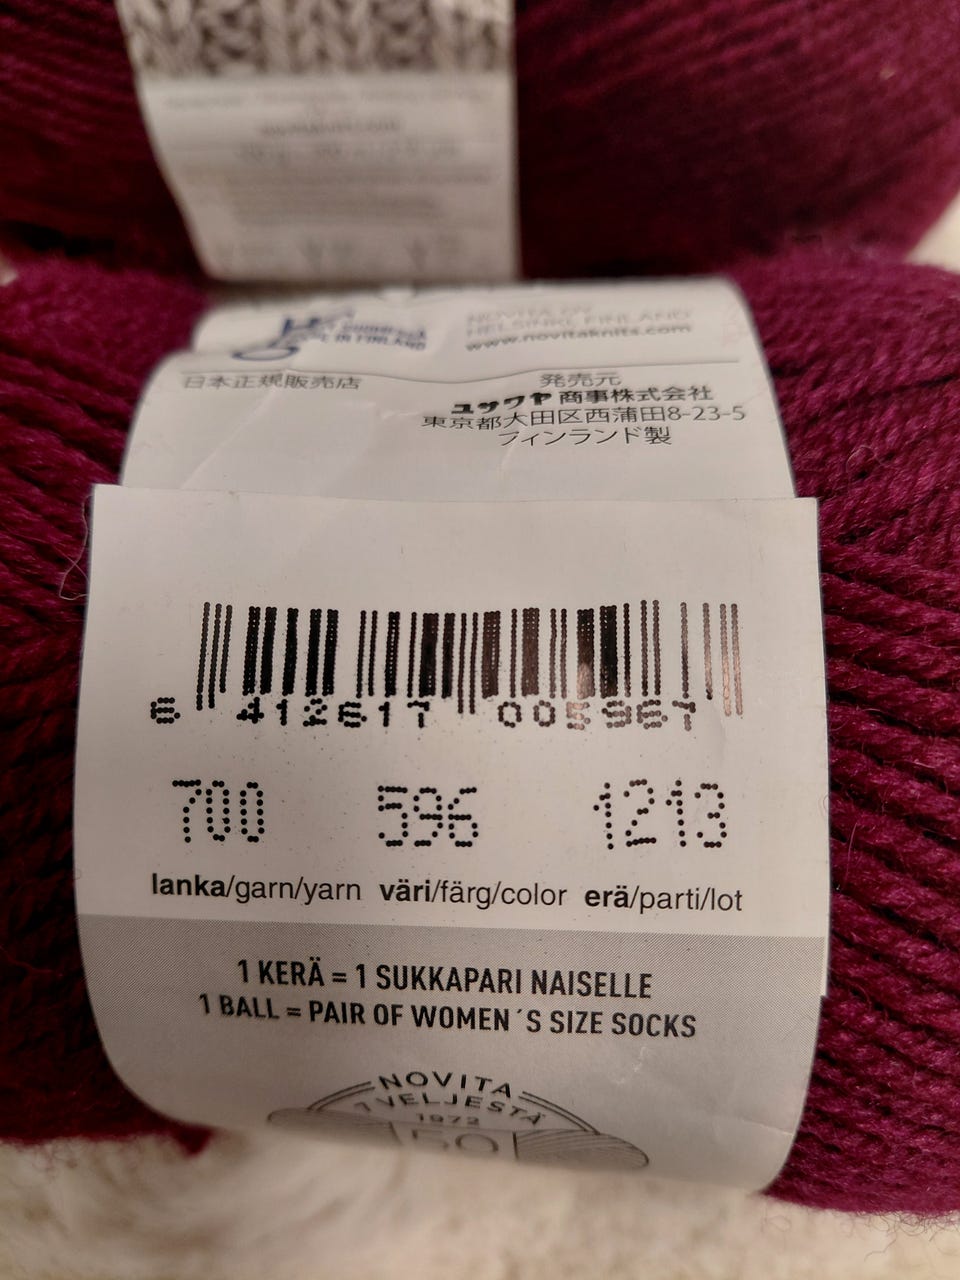 MADE IN FINLAND
NOVITA OY
HELSINKI, FINLAND
www.novitaknits.com
日本正規販売店
発売元
ユザワヤ 商事株式会社
東京都大田区西蒲田8-23-5
フィンランド製
6 412617 005967
700 596 1213
lanka/garn/yarn väri/färg/color erä/parti/lot
1 KERÄ = 1 SUKKAPARI NAISELLE
1 BALL = PAIR OF WOMEN´S SIZE SOCKS
NOVITA
7 VELJESTÄ
1972
50